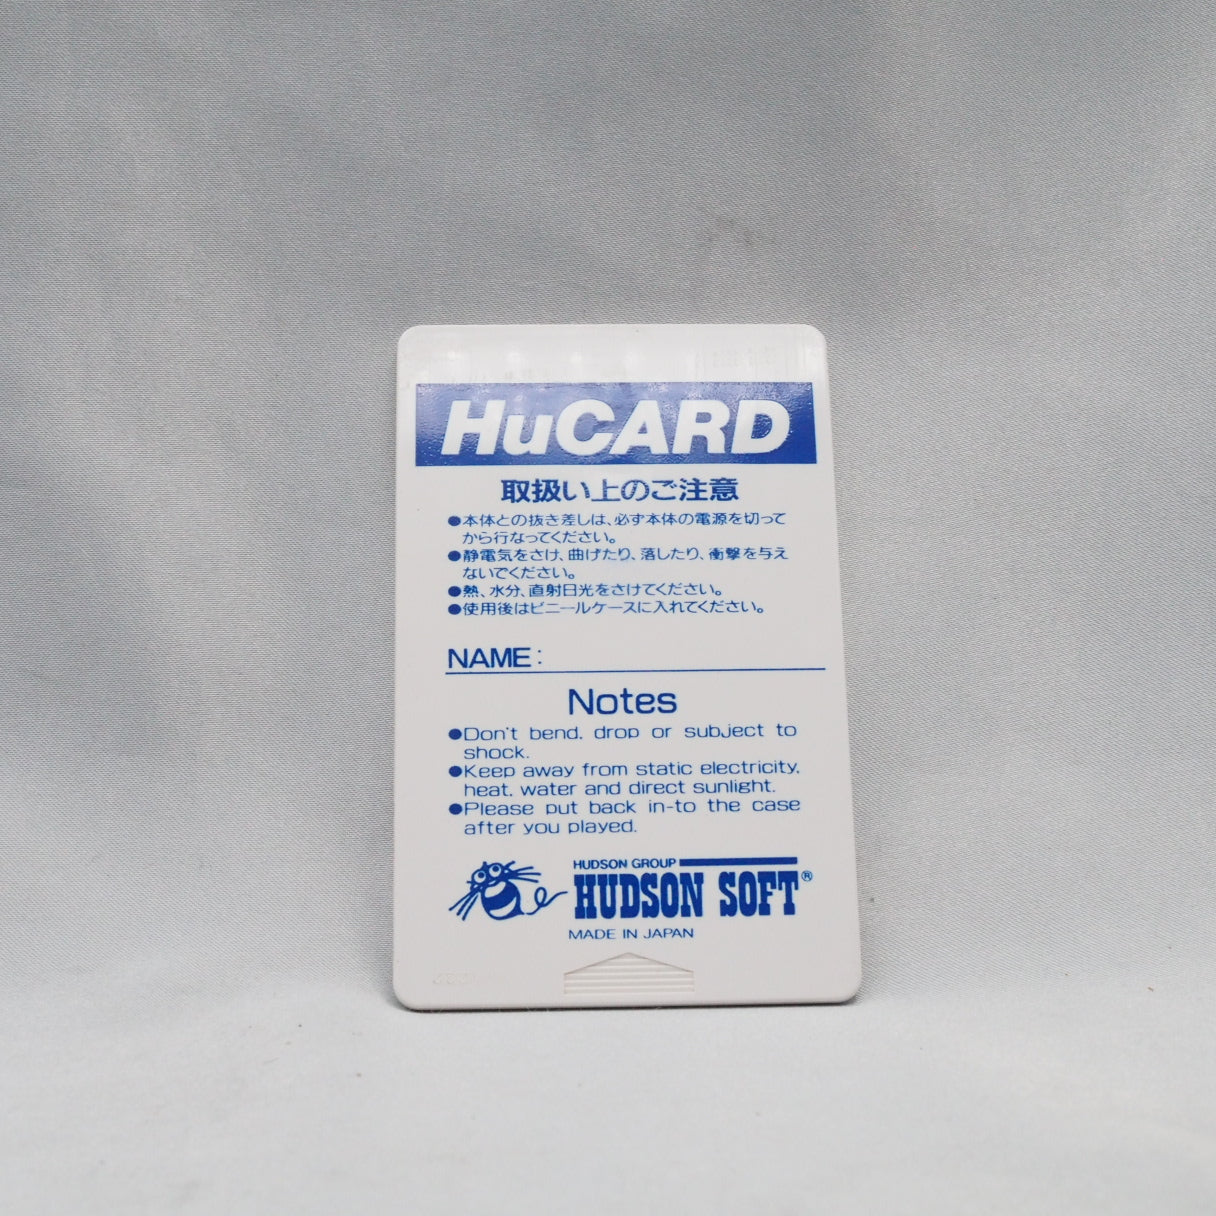 HuCARD
取扱い上のご注意
●本体との抜き差しは、必ず本体の電源を切って
から行なってください。
●静電気をさけ、曲げたり、落したり、衝撃を与え
ないでください。
●熱、水分、直射日光をさけてください。
●使用後はビニールケースに入れてください。
NAME:
Notes
●Don't bend, drop or subject to
shock.
●Keep away from static electricity,
heat, water and direct sunlight.
●Please put back in-to the case
after you played.
HUDSON GROUP
HUDSON SOFT®
MADE IN JAPAN